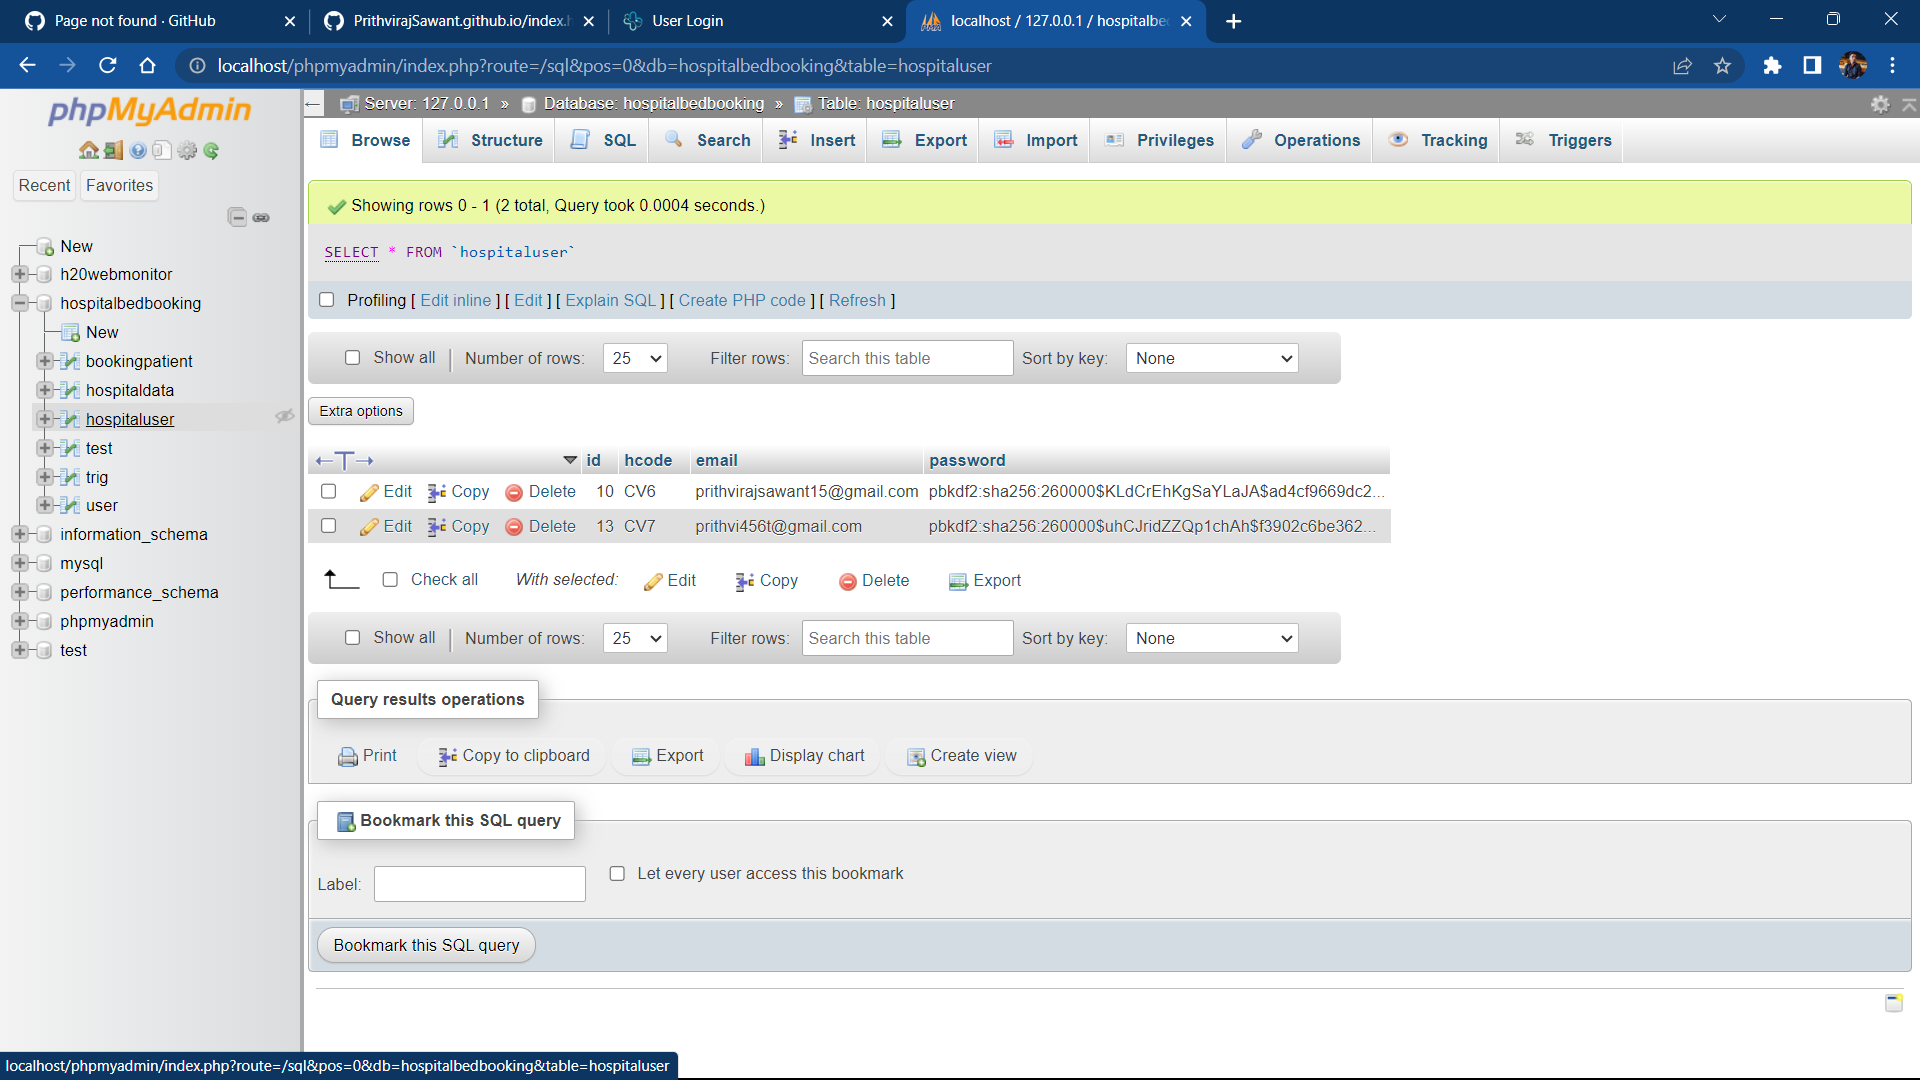 Page not found · GitHub
PrithvirajSawant.github.io/index.h
User Login
localhost / 127.0.0.1 / hospitalbe
localhost/phpmyadmin/index.php?route=/sql&pos=0&db=hospitalbedbooking&table=hospitaluser
phpMyAdmin
Recent
Favorites
New
h20webmonitor
hospitalbedbooking
New
bookingpatient
hospitaldata
hospitaluser
test
trig
user
information_schema
mysql
performance_schema
phpmyadmin
test
Server: 127.0.0.1 » Database: hospitalbedbooking » Table: hospitaluser
Browse Structure SQL Search Insert Export Import Privileges Operations Tracking Triggers
Showing rows 0 - 1 (2 total, Query took 0.0004 seconds.)
SELECT * FROM `hospitaluser`
Profiling [ Edit inline ] [ Edit ] [ Explain SQL ] [ Create PHP code ] [ Refresh ]
Show all Number of rows: 25 Filter rows: Search this table Sort by key: None
Extra options
id hcode email password
Edit Copy Delete 10 CV6 prithvirajsawant15@gmail.com pbkdf2:sha256:260000$KLdCrEhKgSaYLaJA$ad4cf9669dc2...
Edit Copy Delete 13 CV7 prithvi456t@gmail.com pbkdf2:sha256:260000$uhCJridZZQp1chAh$f3902c6be362...
Check all With selected: Edit Copy Delete Export
Show all Number of rows: 25 Filter rows: Search this table Sort by key: None
Query results operations
Print Copy to clipboard Export Display chart Create view
Bookmark this SQL query
Label: Let every user access this bookmark
Bookmark this SQL query
localhost/phpmyadmin/index.php?route=/sql&pos=0&db=hospitalbedbooking&table=hospitaluser